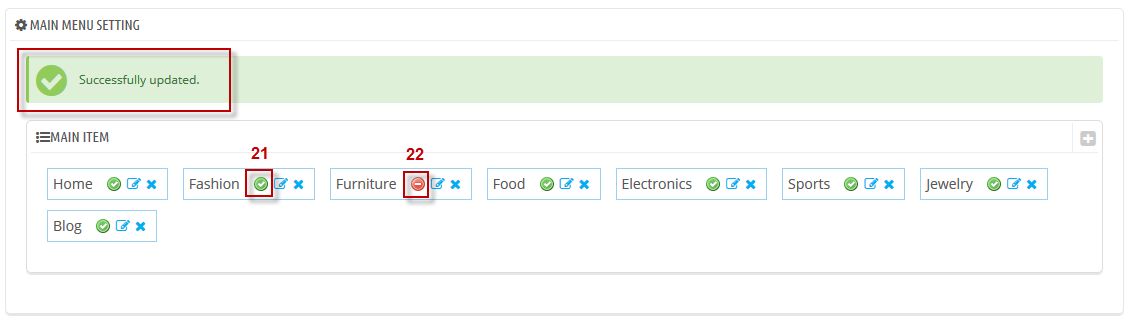 MAIN MENU SETTING
Successfully updated.
MAIN ITEM
21 22
Home Fashion Furniture Food Electronics Sports Jewelry
Blog